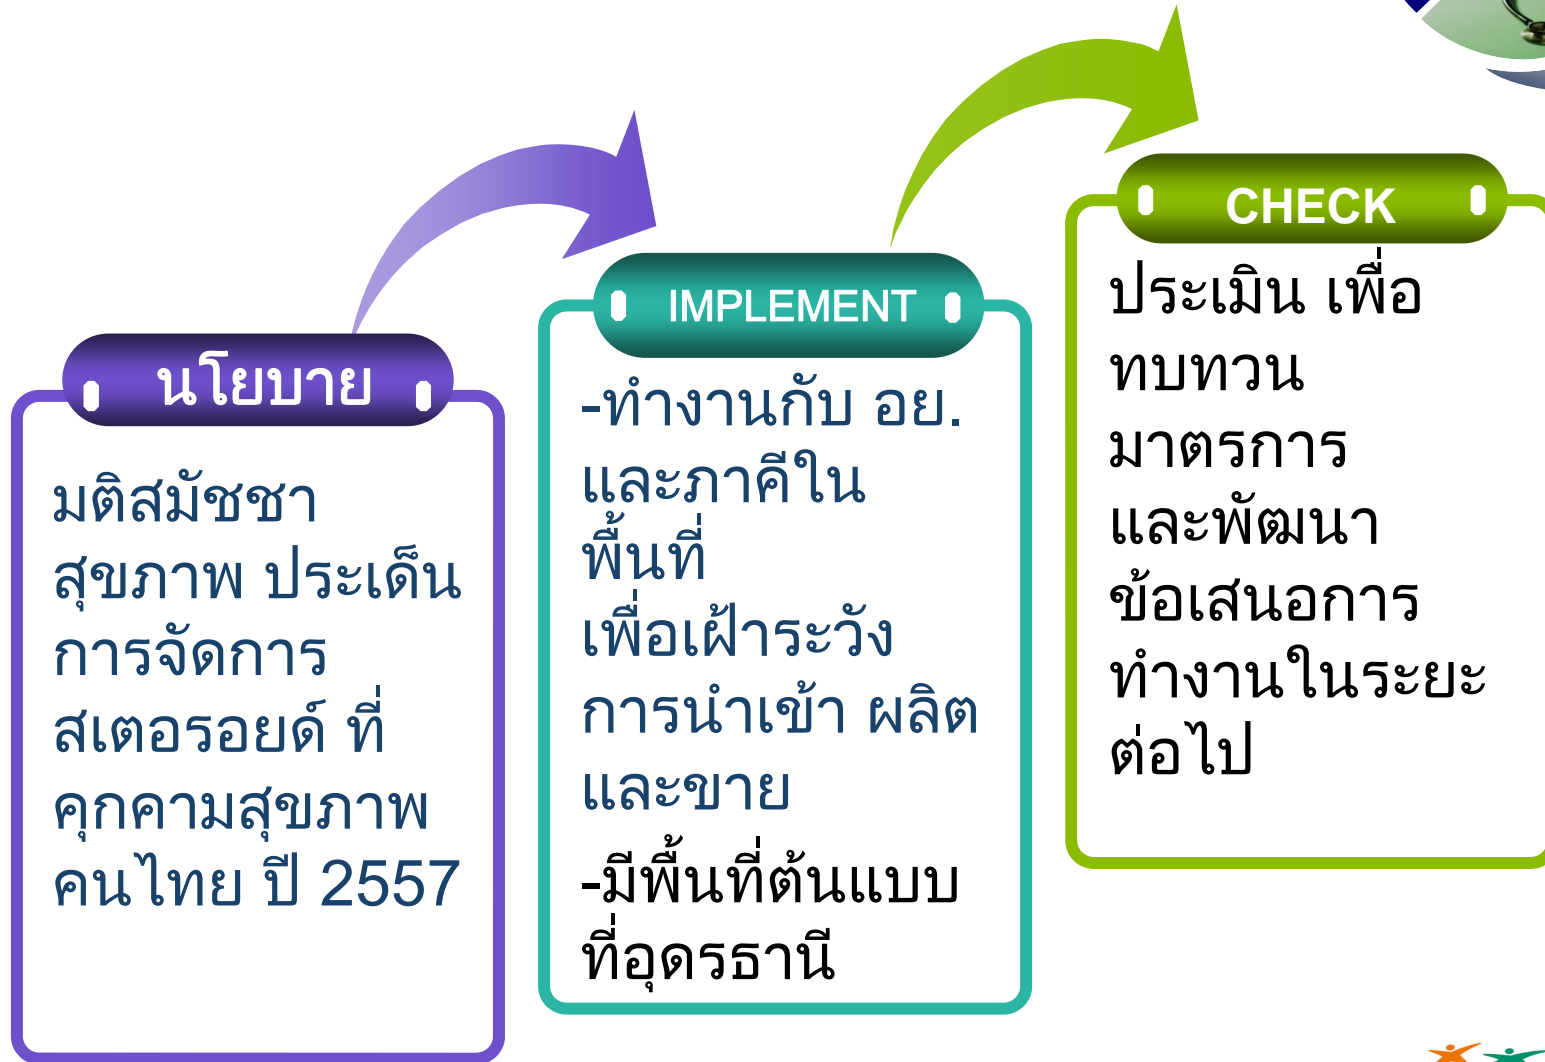 นโยบาย
มติสมัชชา
สุขภาพ ประเด็น
การจัดการ
สเตอรอยด์ ที่
คุกคามสุขภาพ
คนไทย ปี 2557
IMPLEMENT
-ทำงานกับ อย.
และภาคีใน
พื้นที่
เพื่อเฝ้าระวัง
การนำเข้า ผลิต
และขาย
-มีพื้นที่ต้นแบบ
ที่อุดรธานี
CHECK
ประเมิน เพื่อ
ทบทวน
มาตรการ
และพัฒนา
ข้อเสนอการ
ทำงานในระยะ
ต่อไป